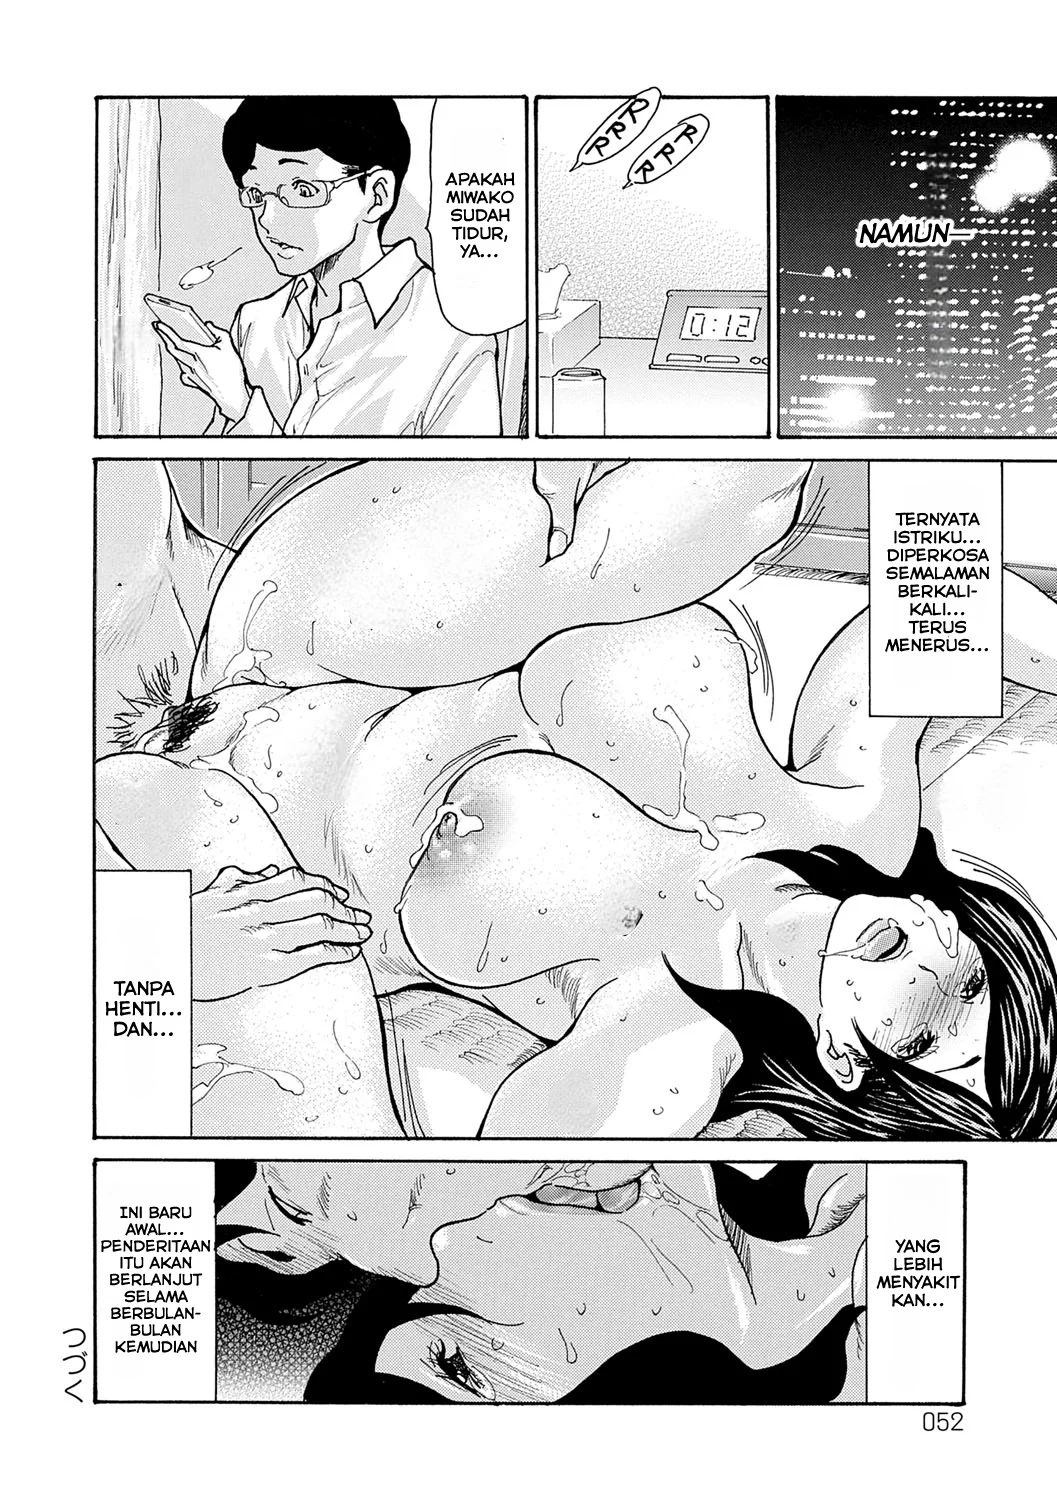 NAMUN—
RRRR
RRR
0:12
APAKAH
MIWAKO
SUDAH
TIDUR,
YA...
TERNYATA
ISTRIKU...
DIPERKOSA
SEMALAMAN
BERKALI-
KALI...
TERUS
MENERUS...
TANPA
HENTI...
DAN...
YANG
LEBIH
MENYAKIT
KAN...
INI BARU
AWAL...
PENDERITAAN
ITU AKAN
BERLANJUT
SELAMA
BERBULAN-
BULAN
KEMUDIAN
つづく
052